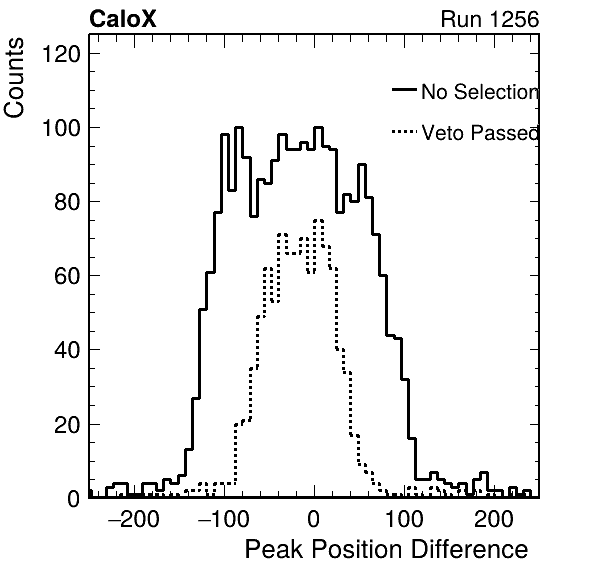 CaloX
Run 1256
Counts
120
100
80
60
40
20
0
No Selection
Veto Passed
−200
−100
0
100
200
Peak Position Difference